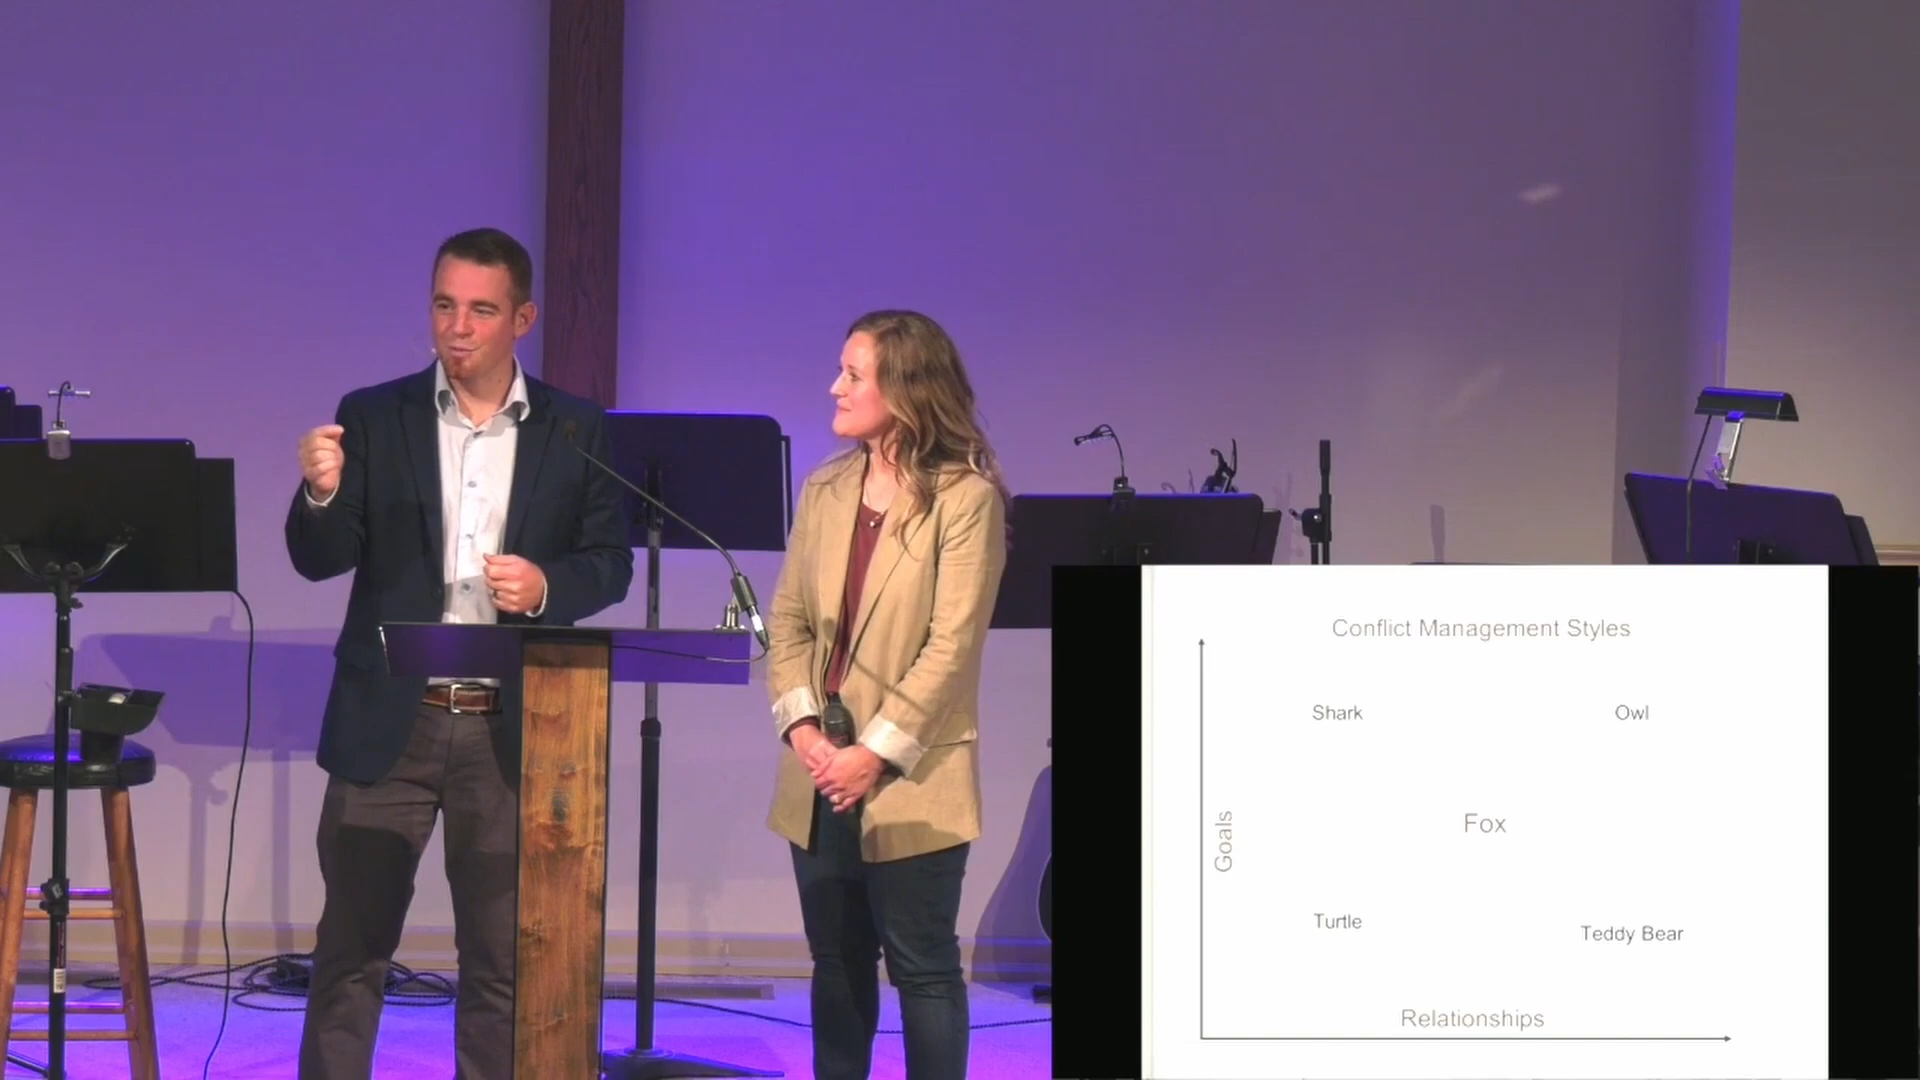 Conflict Management Styles
Shark
Owl
Goals
Fox
Turtle
Teddy Bear
Relationships